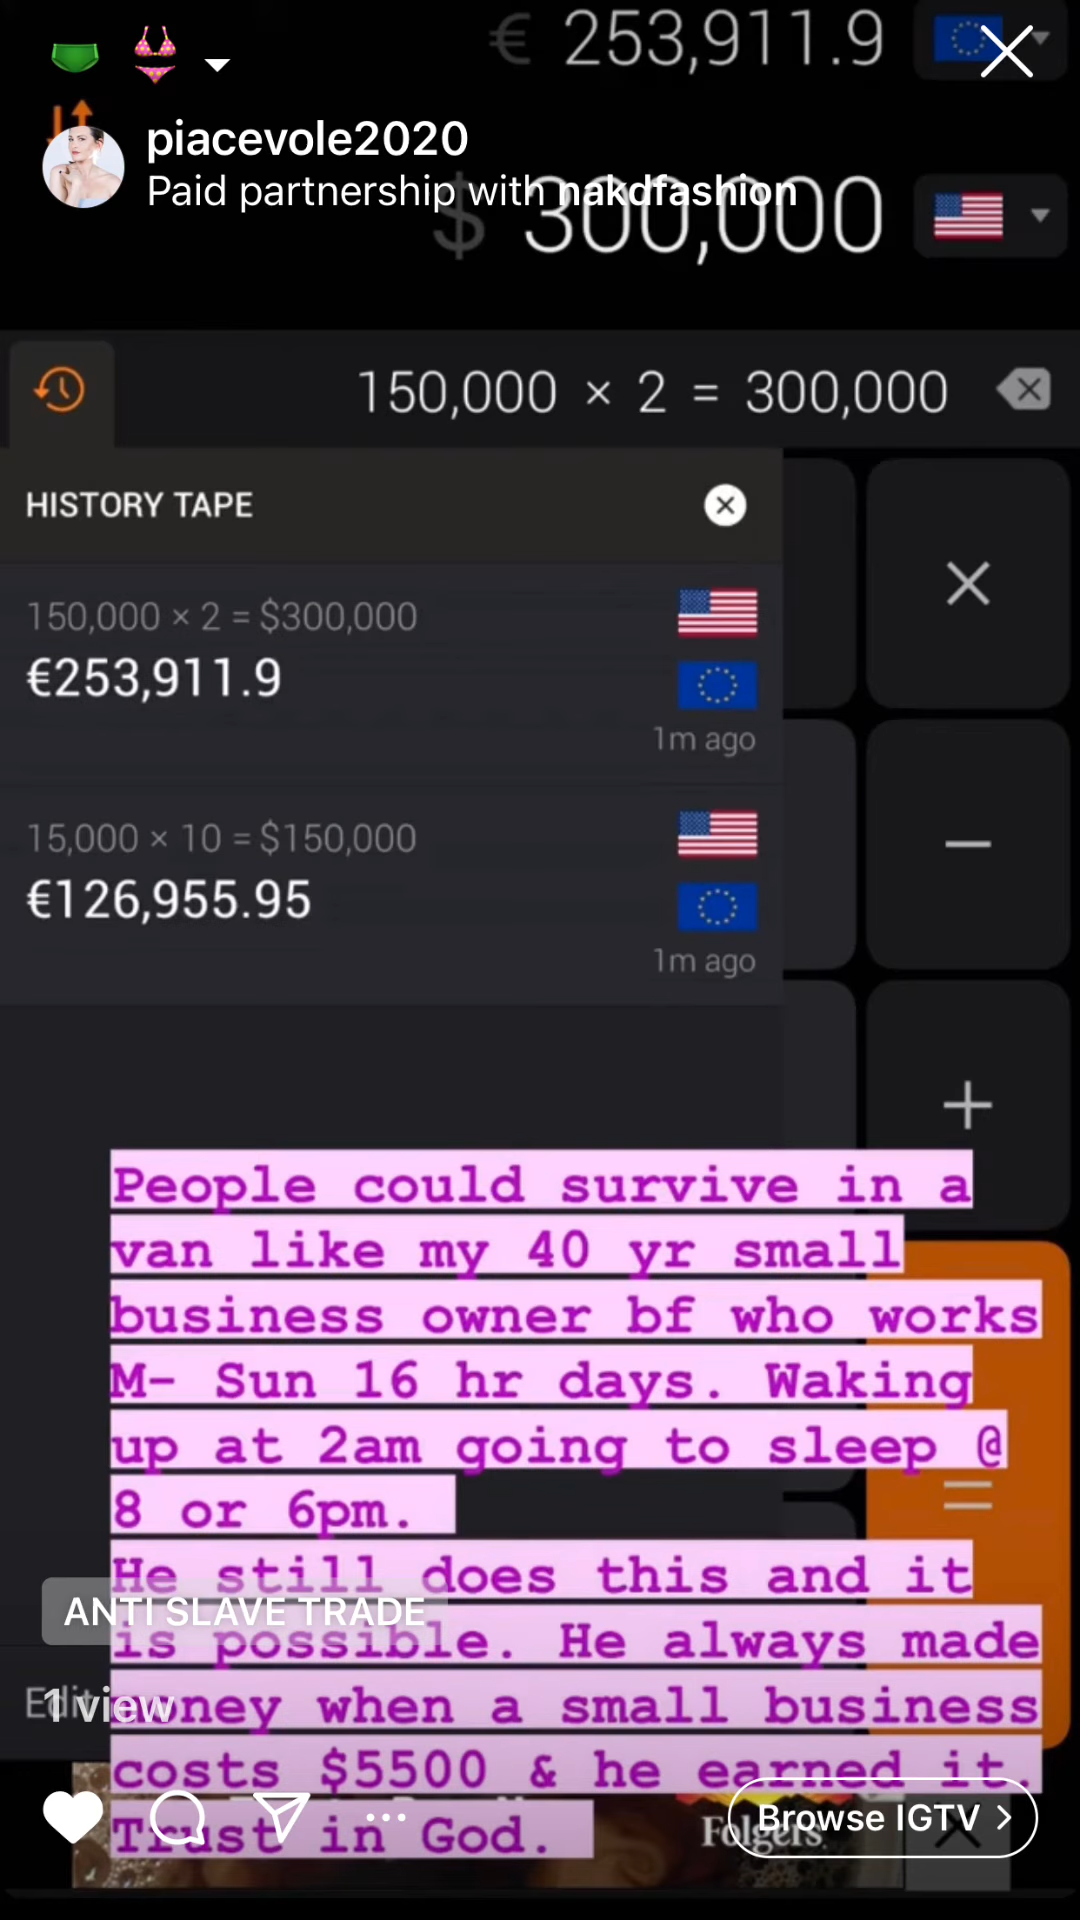 € 253,911.9
piacevole2020
Paid partnership with nakdfashion
$ 300,000
150,000 × 2 = 300,000
HISTORY TAPE
150,000 × 2 = $300,000
€253,911.9
1m ago
15,000 × 10 = $150,000
€126,955.95
1m ago
People could survive in a
van like my 40 yr small
business owner bf who works
M- Sun 16 hr days. Waking
up at 2am going to sleep @
8 or 6pm.
He still does this and it
ANTI SLAVE TRADE
is possible. He always made
Edit
1 view
money when a small business
costs $5500 & he earned it.
Trust in God.
Folgers
Browse IGTV >